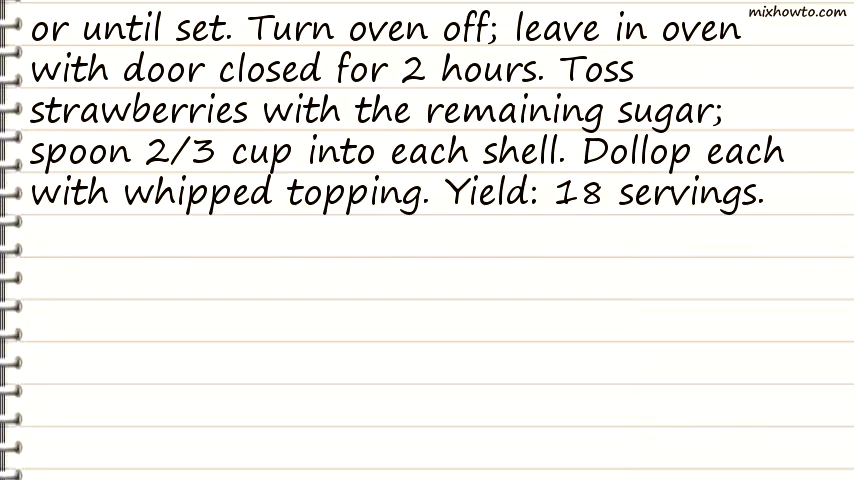 mixhowto.com
or until set. Turn oven off; leave in oven
with door closed for 2 hours. Toss
strawberries with the remaining sugar;
spoon 2/3 cup into each shell. Dollop each
with whipped topping. Yield: 18 servings.